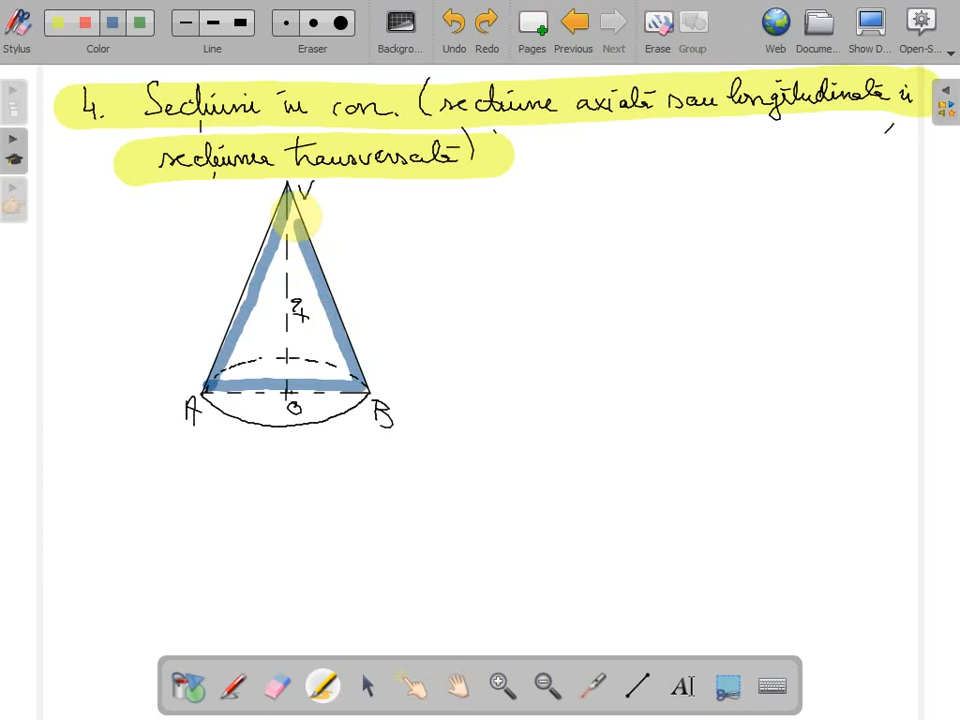 Stylus
Color
Line
Eraser
Backgro...
Undo
Redo
Pages
Previous
Next
Erase
Group
Web
Docume...
Show D...
Open-S...
4. Secțiuni în con. (secțiune axială sau longitudinală și
secțiunea transversală)
V
A
O
B